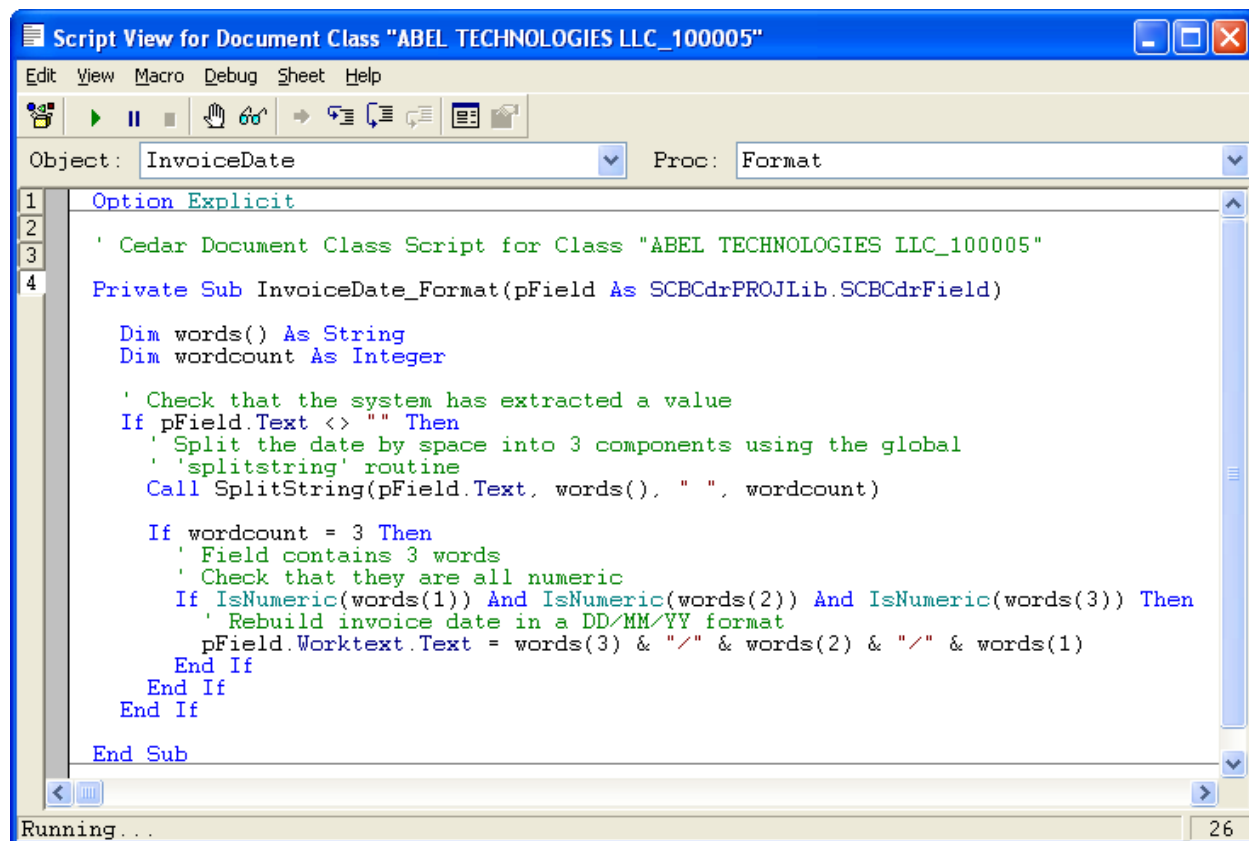 Script View for Document Class "ABEL TECHNOLOGIES LLC_100005"
Edit View Macro Debug Sheet Help
Object: InvoiceDate Proc: Format
1
2
3
4
Option Explicit
' Cedar Document Class Script for Class "ABEL TECHNOLOGIES LLC_100005"
Private Sub InvoiceDate_Format(pField As SCBCdrPROJLib.SCBCdrField)
Dim words() As String
Dim wordcount As Integer
' Check that the system has extracted a value
If pField.Text <> "" Then
' Split the date by space into 3 components using the global
' 'splitstring' routine
Call SplitString(pField.Text, words(), " ", wordcount)
If wordcount = 3 Then
' Field contains 3 words
' Check that they are all numeric
If IsNumeric(words(1)) And IsNumeric(words(2)) And IsNumeric(words(3)) Then
' Rebuild invoice date in a DD/MM/YY format
pField.Worktext.Text = words(3) & "/" & words(2) & "/" & words(1)
End If
End If
End If
End Sub
Running... 26